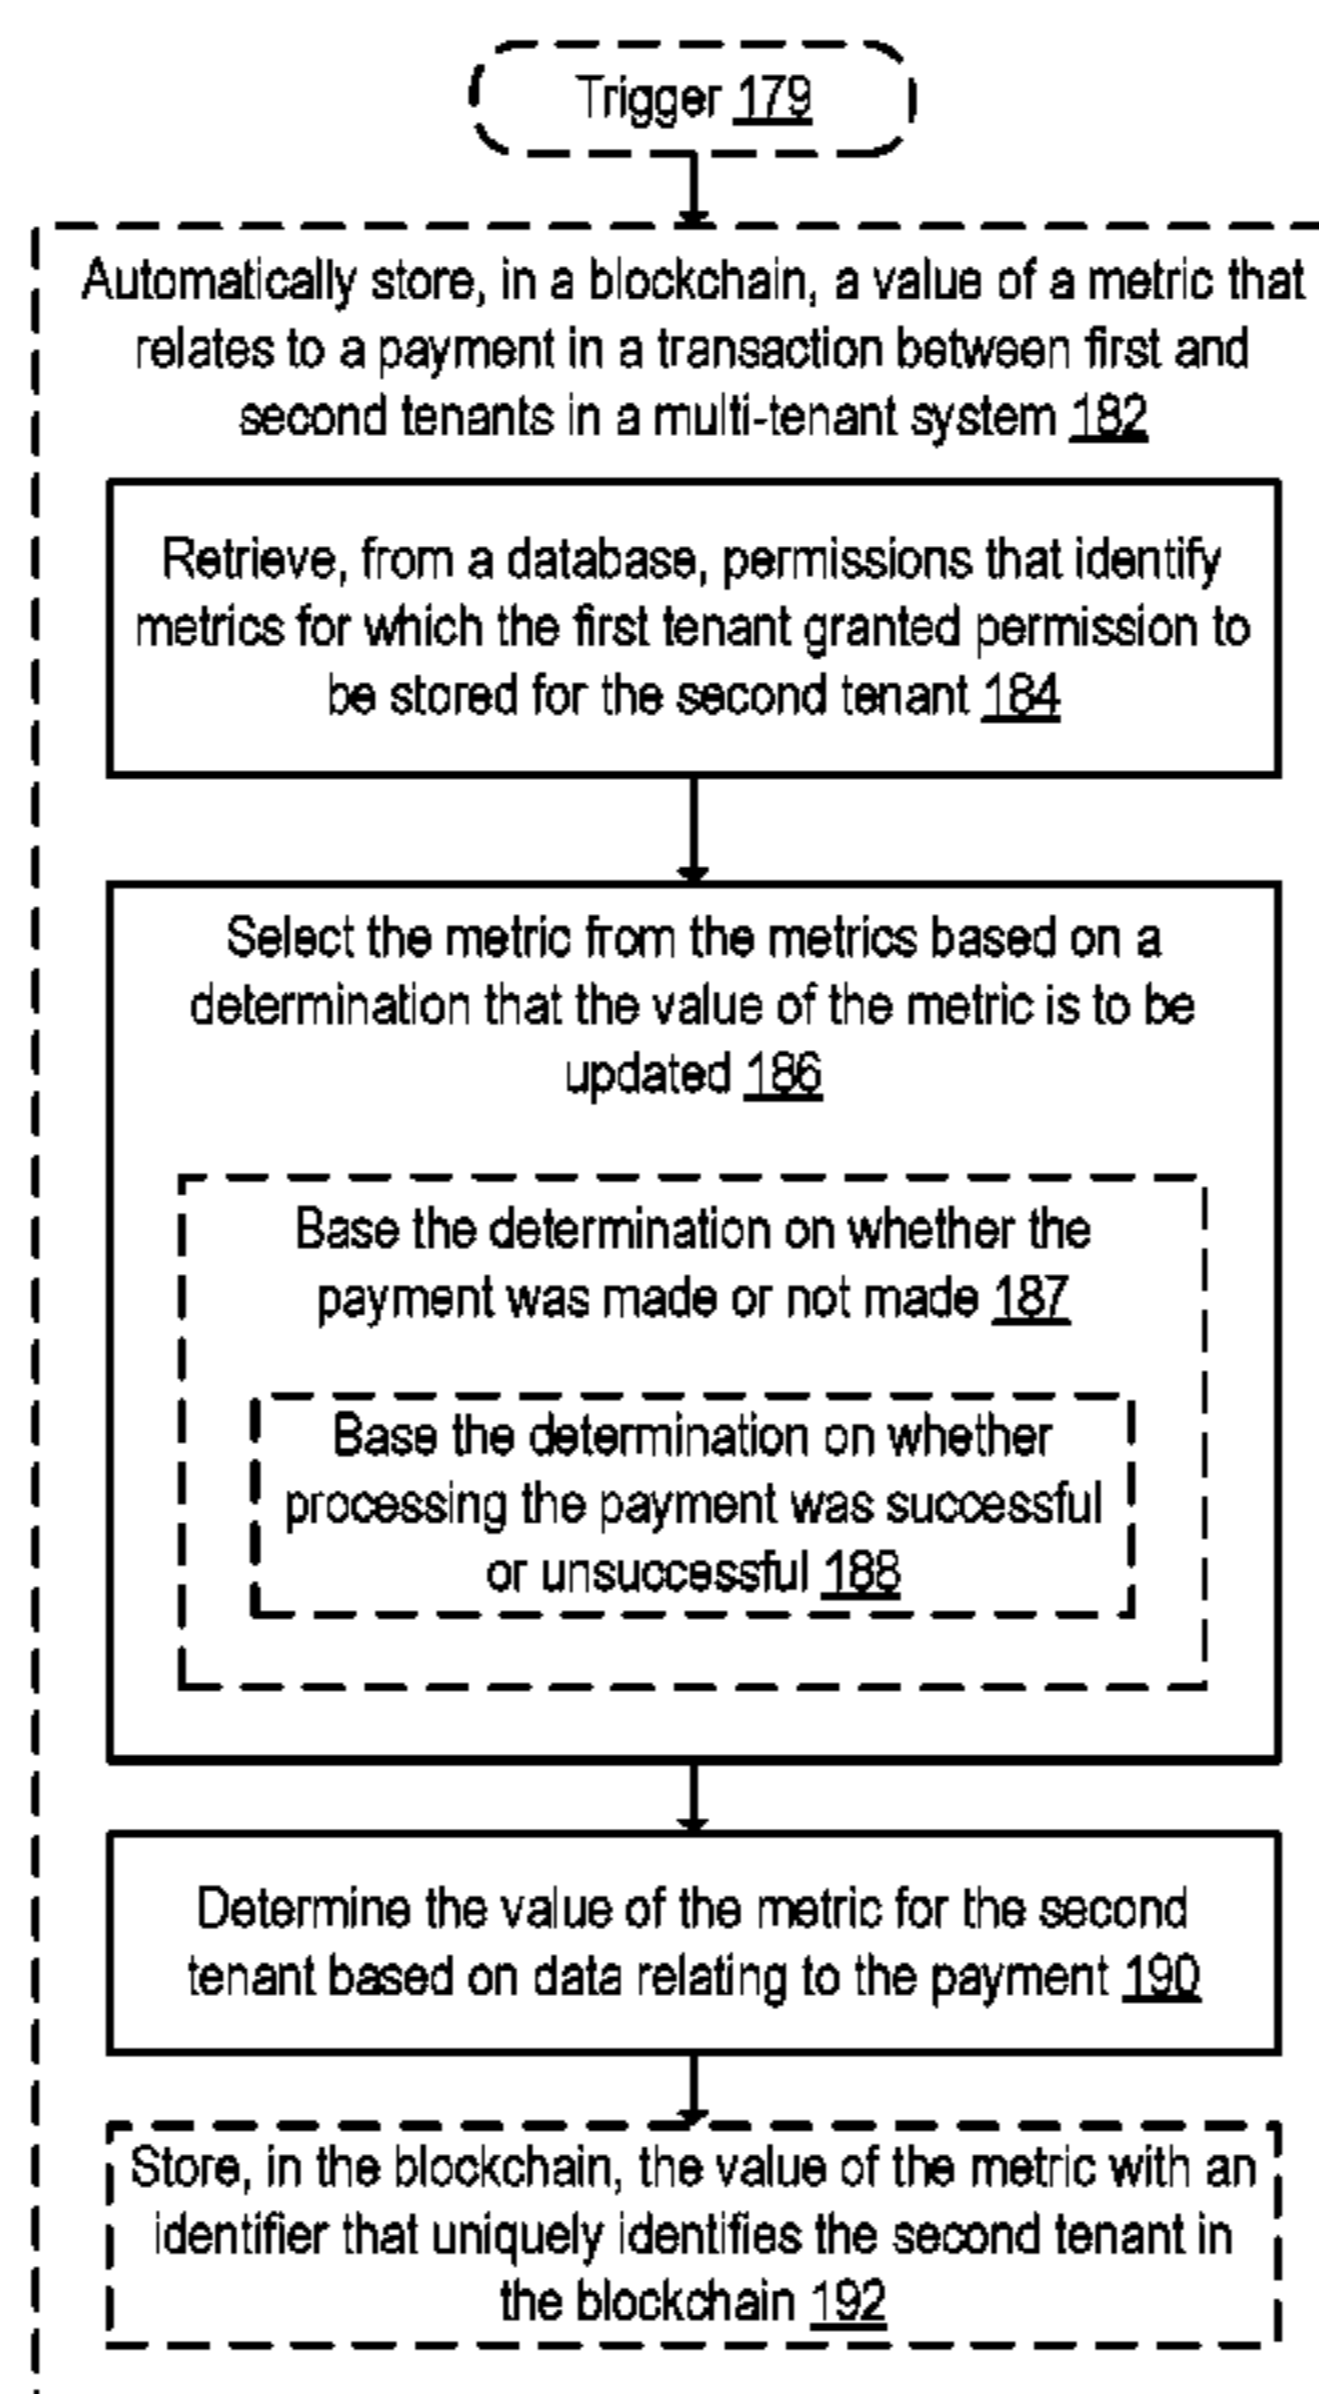 Trigger 179
Automatically store, in a blockchain, a value of a metric that
relates to a payment in a transaction between first and
second tenants in a multi-tenant system 182
Retrieve, from a database, permissions that identify
metrics for which the first tenant granted permission to
be stored for the second tenant 184
Select the metric from the metrics based on a
determination that the value of the metric is to be
updated 186
Base the determination on whether the
payment was made or not made 187
Base the determination on whether
processing the payment was successful
or unsuccessful 188
Determine the value of the metric for the second
tenant based on data relating to the payment 190
Store, in the blockchain, the value of the metric with an
identifier that uniquely identifies the second tenant in
the blockchain 192